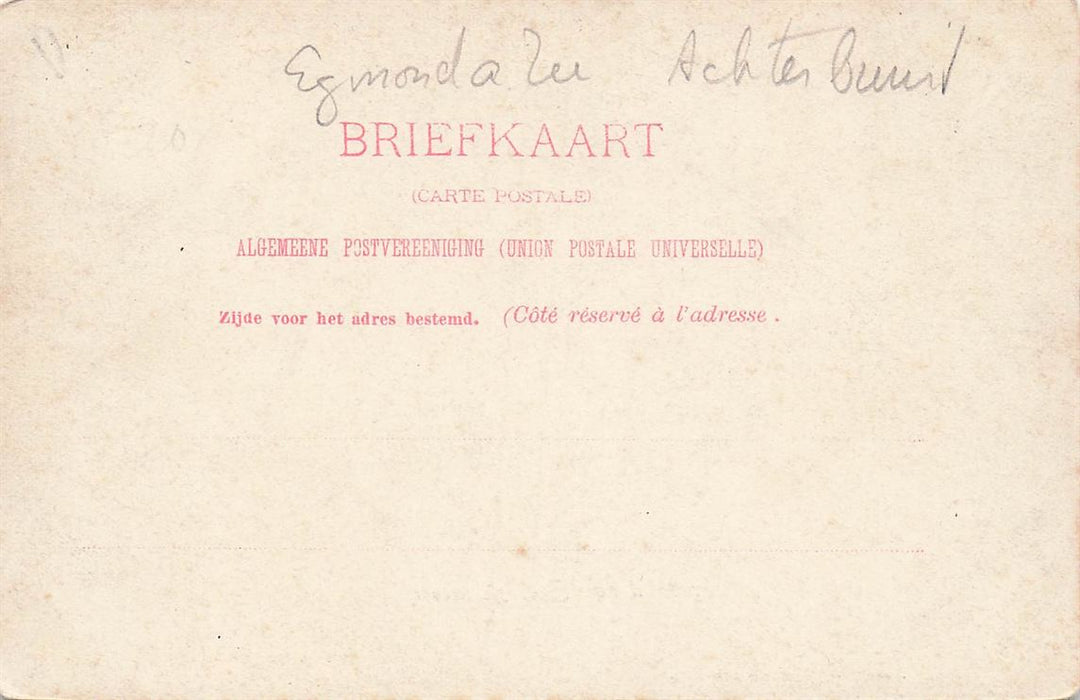 Egmond a Zee Achterbuurt
BRIEFKAART
(CARTE POSTALE)
ALGEMEENE POSTVEREENIGING (UNION POSTALE UNIVERSELLE)
Zijde voor het adres bestemd. (Côté réservé à l'adresse.